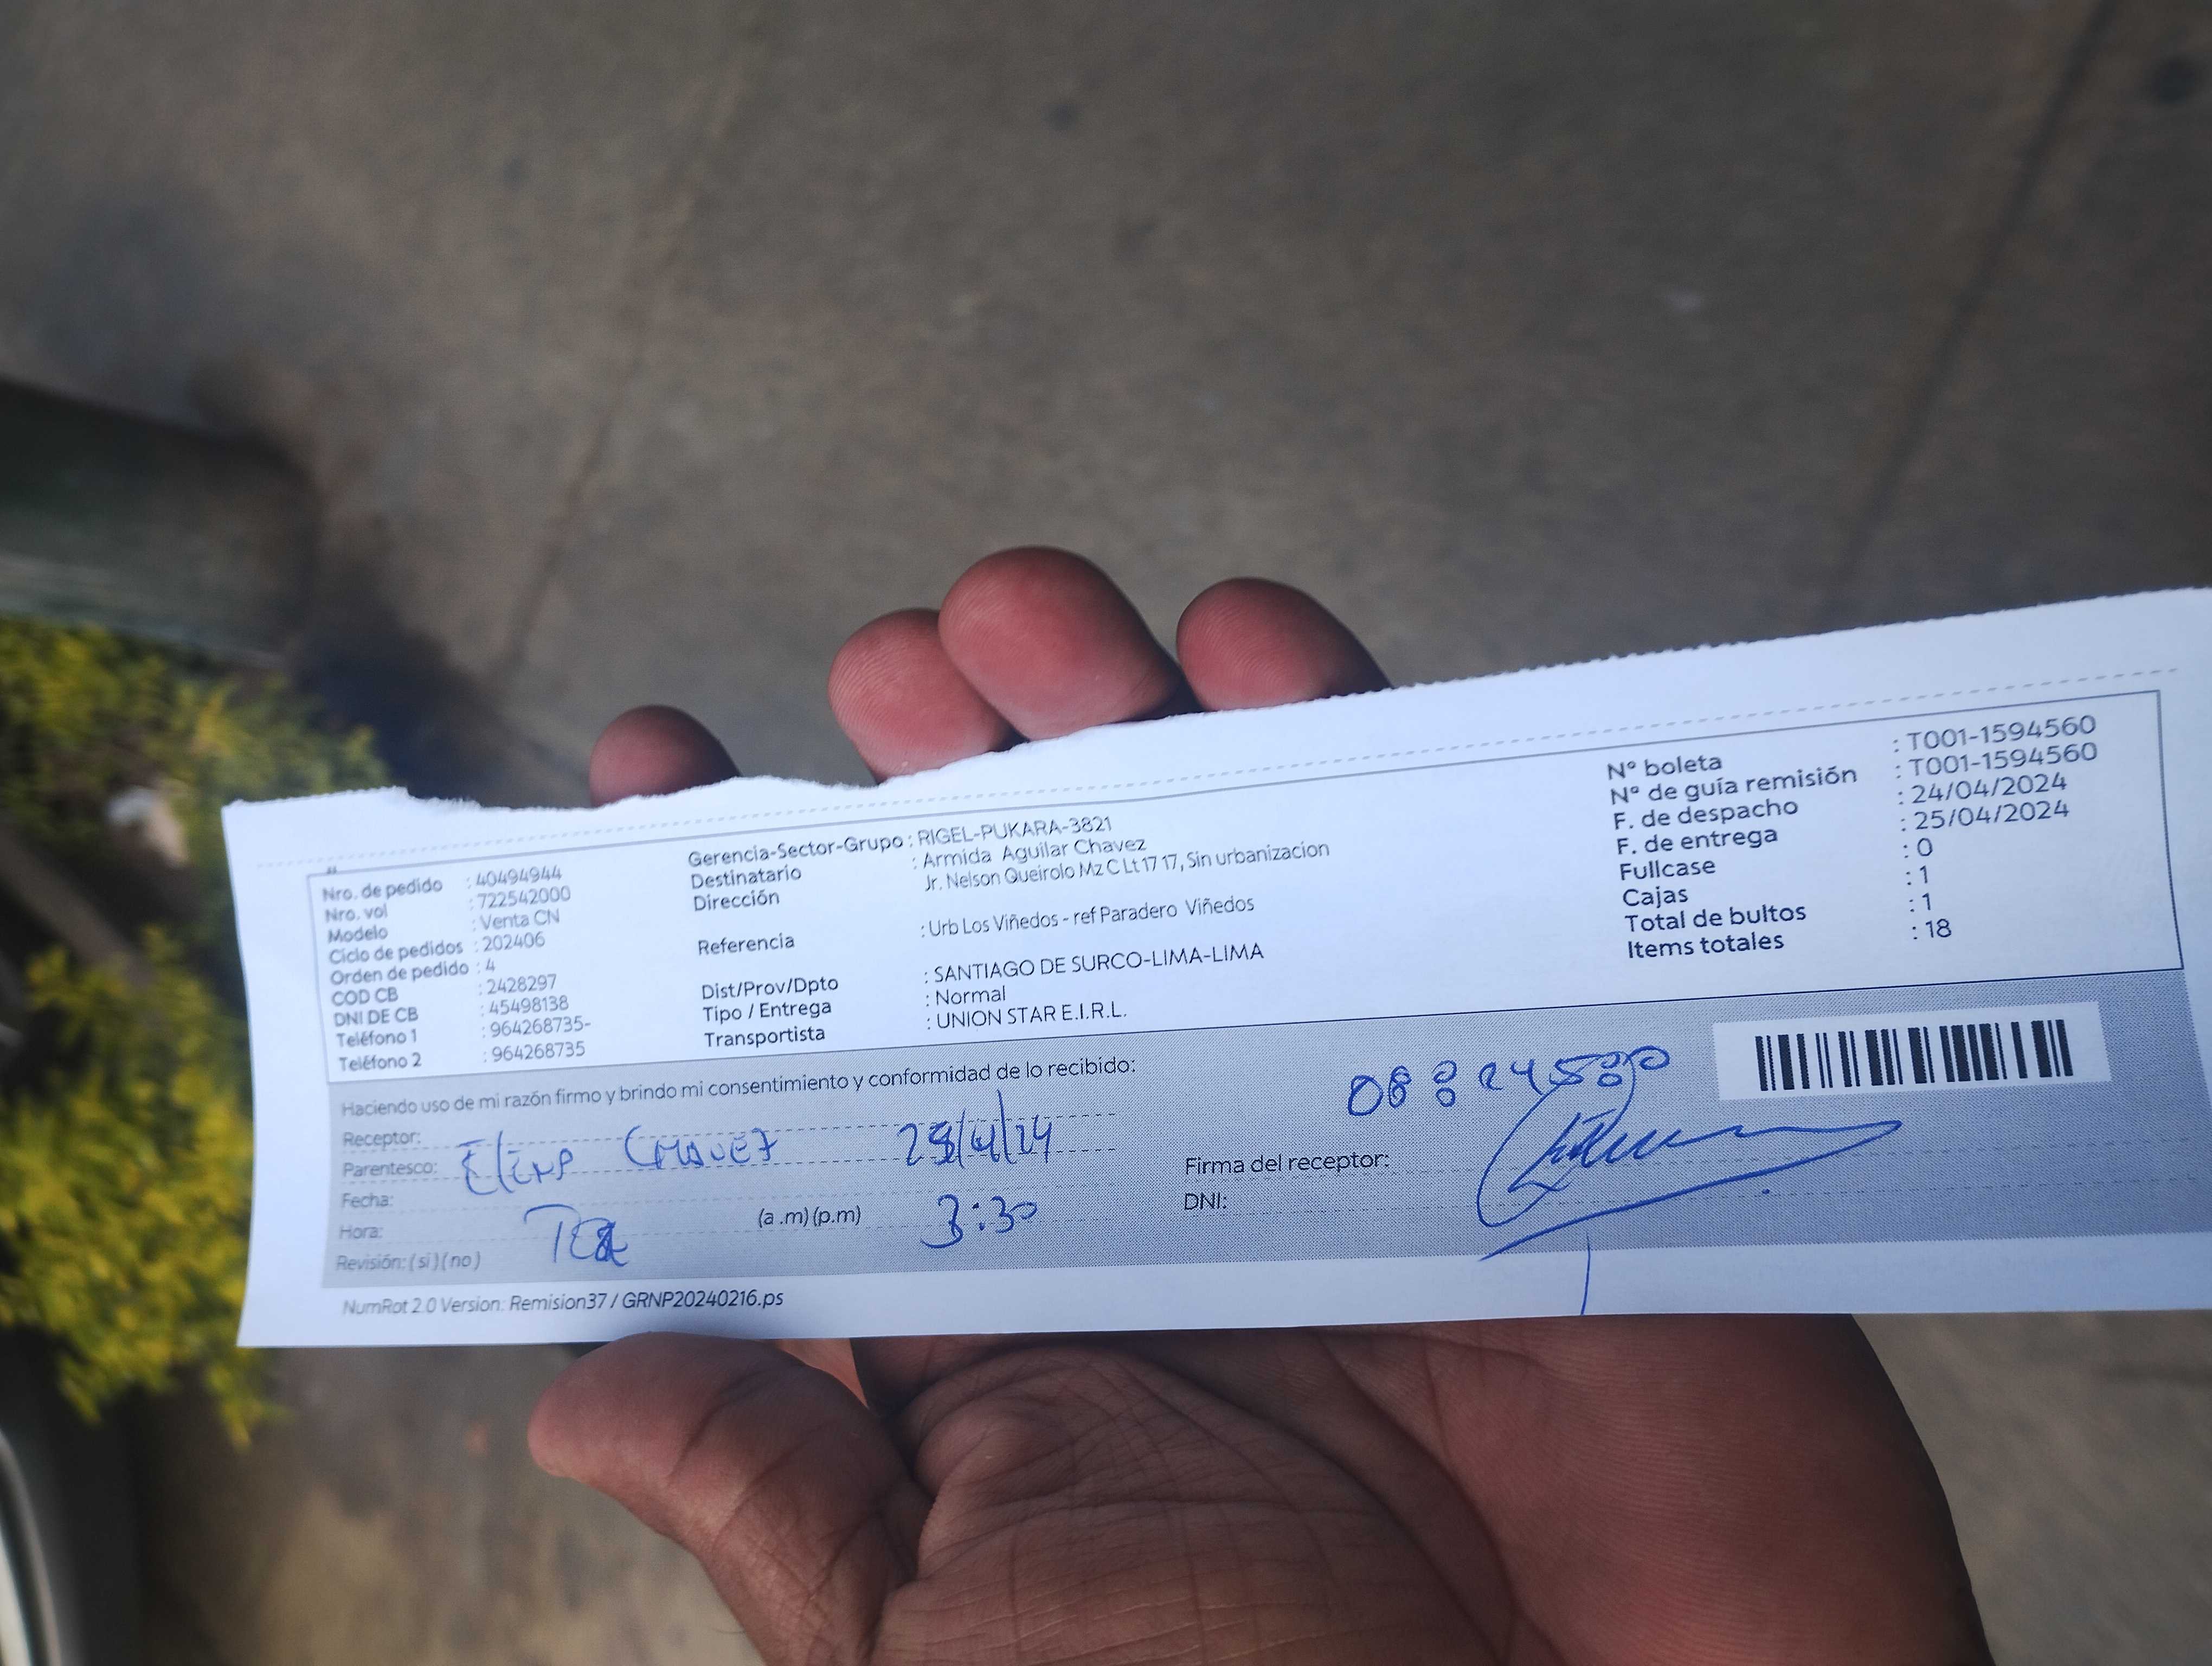 Nro. de pedido : 40494944
Nro. vol : 722542000
Modelo : Venta CN
Ciclo de pedidos : 202406
Orden de pedido : 4
COD CB : 2428297
DNI DE CB : 45498138
Teléfono 1 : 964268735-
Teléfono 2 : 964268735
Gerencia-Sector-Grupo : RIGEL-PUKARA-3821
Destinatario : Armida Aguilar Chavez
Dirección Jr. Nelson Queirolo Mz C Lt 17 17, Sin urbanizacion
Referencia : Urb Los Viñedos - ref Paradero Viñedos
Dist/Prov/Dpto : SANTIAGO DE SURCO-LIMA-LIMA
Tipo / Entrega : Normal
Transportista : UNION STAR E.I.R.L.
N° boleta : T001-1594560
N° de guía remisión : T001-1594560
F. de despacho : 24/04/2024
F. de entrega : 25/04/2024
Fullcase : 0
Cajas : 1
Total de bultos : 1
Items totales : 18
Haciendo uso de mi razón firmo y brindo mi consentimiento y conformidad de lo recibido:
Receptor:
Parentesco:
Fecha:
Hora: (a .m) (p.m) 3:30
Revisión: ( si ) ( no )
Firma del receptor:
DNI:
NumRot 2.0 Version: Remision37 / GRNP20240216.ps